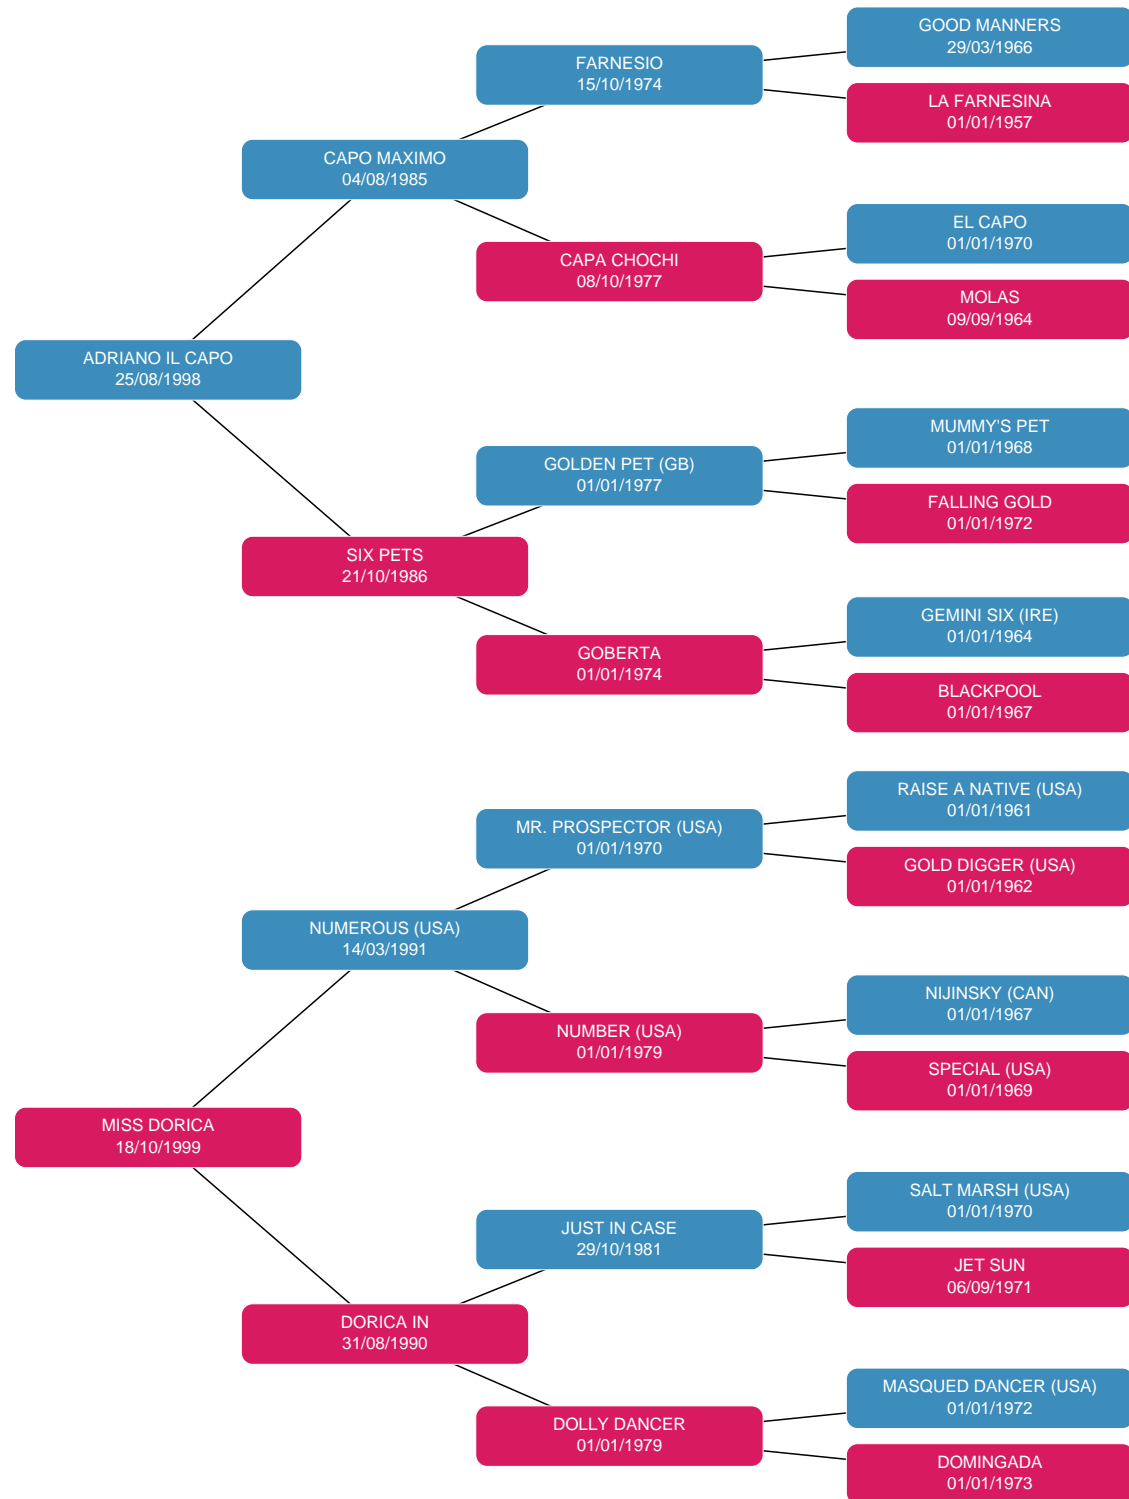 GOOD MANNERS
29/03/1966
FARNESIO
15/10/1974
LA FARNESINA
01/01/1957
CAPO MAXIMO
04/08/1985
EL CAPO
01/01/1970
CAPA CHOCHI
08/10/1977
MOLAS
09/09/1964
ADRIANO IL CAPO
25/08/1998
MUMMY'S PET
01/01/1968
GOLDEN PET (GB)
01/01/1977
FALLING GOLD
01/01/1972
SIX PETS
21/10/1986
GEMINI SIX (IRE)
01/01/1964
GOBERTA
01/01/1974
BLACKPOOL
01/01/1967
RAISE A NATIVE (USA)
01/01/1961
MR. PROSPECTOR (USA)
01/01/1970
GOLD DIGGER (USA)
01/01/1962
NUMEROUS (USA)
14/03/1991
NIJINSKY (CAN)
01/01/1967
NUMBER (USA)
01/01/1979
SPECIAL (USA)
01/01/1969
MISS DORICA
18/10/1999
SALT MARSH (USA)
01/01/1970
JUST IN CASE
29/10/1981
JET SUN
06/09/1971
DORICA IN
31/08/1990
MASQUED DANCER (USA)
01/01/1972
DOLLY DANCER
01/01/1979
DOMINGADA
01/01/1973